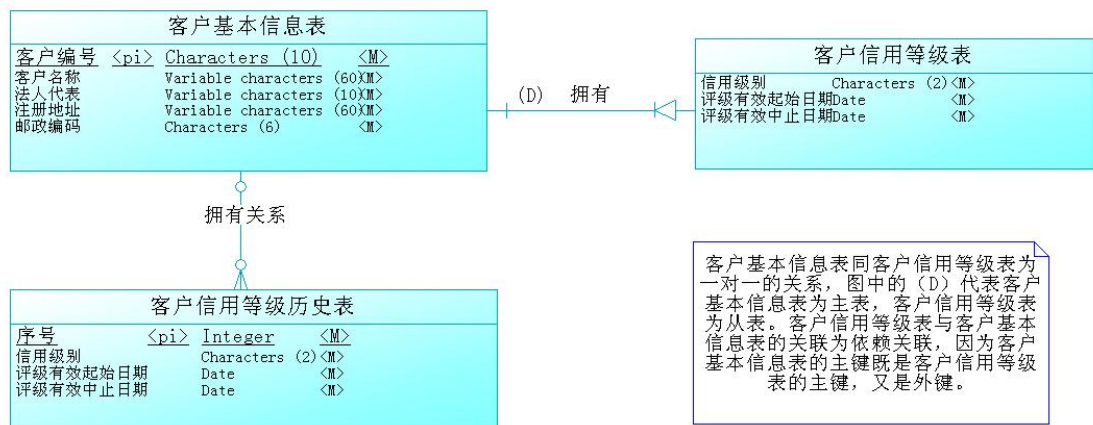 客户基本信息表
客户编号 <pi> Characters (10) <M>
客户名称 Variable characters (60)<M>
法人代表 Variable characters (10)<M>
注册地址 Variable characters (60)<M>
邮政编码 Characters (6) <M>
(D) 拥有
客户信用等级表
信用级别 Characters (2)<M>
评级有效起始日期Date <M>
评级有效中止日期Date <M>
拥有关系
客户信用等级历史表
序号 <pi> Integer <M>
信用级别 Characters (2)<M>
评级有效起始日期 Date <M>
评级有效中止日期 Date <M>
客户基本信息表同客户信用等级表为
一对一的关系，图中的（D）代表客户
基本信息表为主表，客户信用等级表
为从表。客户信用等级表与客户基本
信息表的关联为依赖关联，因为客户
基本信息表的主键既是客户信用等级
表的主键，又是外键。